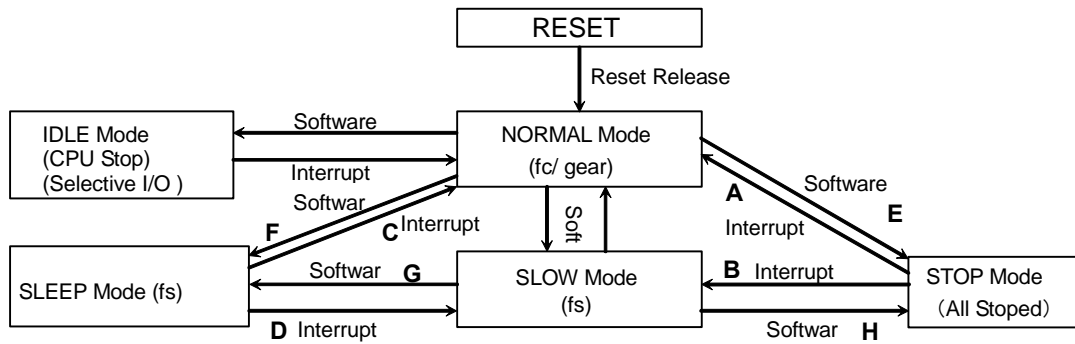 RESET
Reset Release
IDLE Mode
(CPU Stop)
(Selective I/O )
Software
Interrupt
NORMAL Mode
(fc/ gear)
Softwar
F
C
Interrupt
Soft
A
Interrupt
Software
E
SLEEP Mode (fs)
Softwar
G
D
Interrupt
SLOW Mode
(fs)
B
Interrupt
Softwar
H
STOP Mode
(All Stoped)